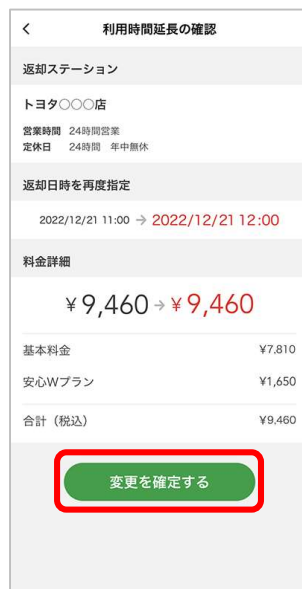 利用時間延長の確認
返却ステーション
トヨタ〇〇〇店
営業時間 24時間営業
定休日 24時間 年中無休
返却日時を再度指定
2022/12/21 11:00 → 2022/12/21 12:00
料金詳細
¥9,460 → ¥9,460
基本料金 ¥7,810
安心Wプラン ¥1,650
合計（税込） ¥9,460
変更を確定する